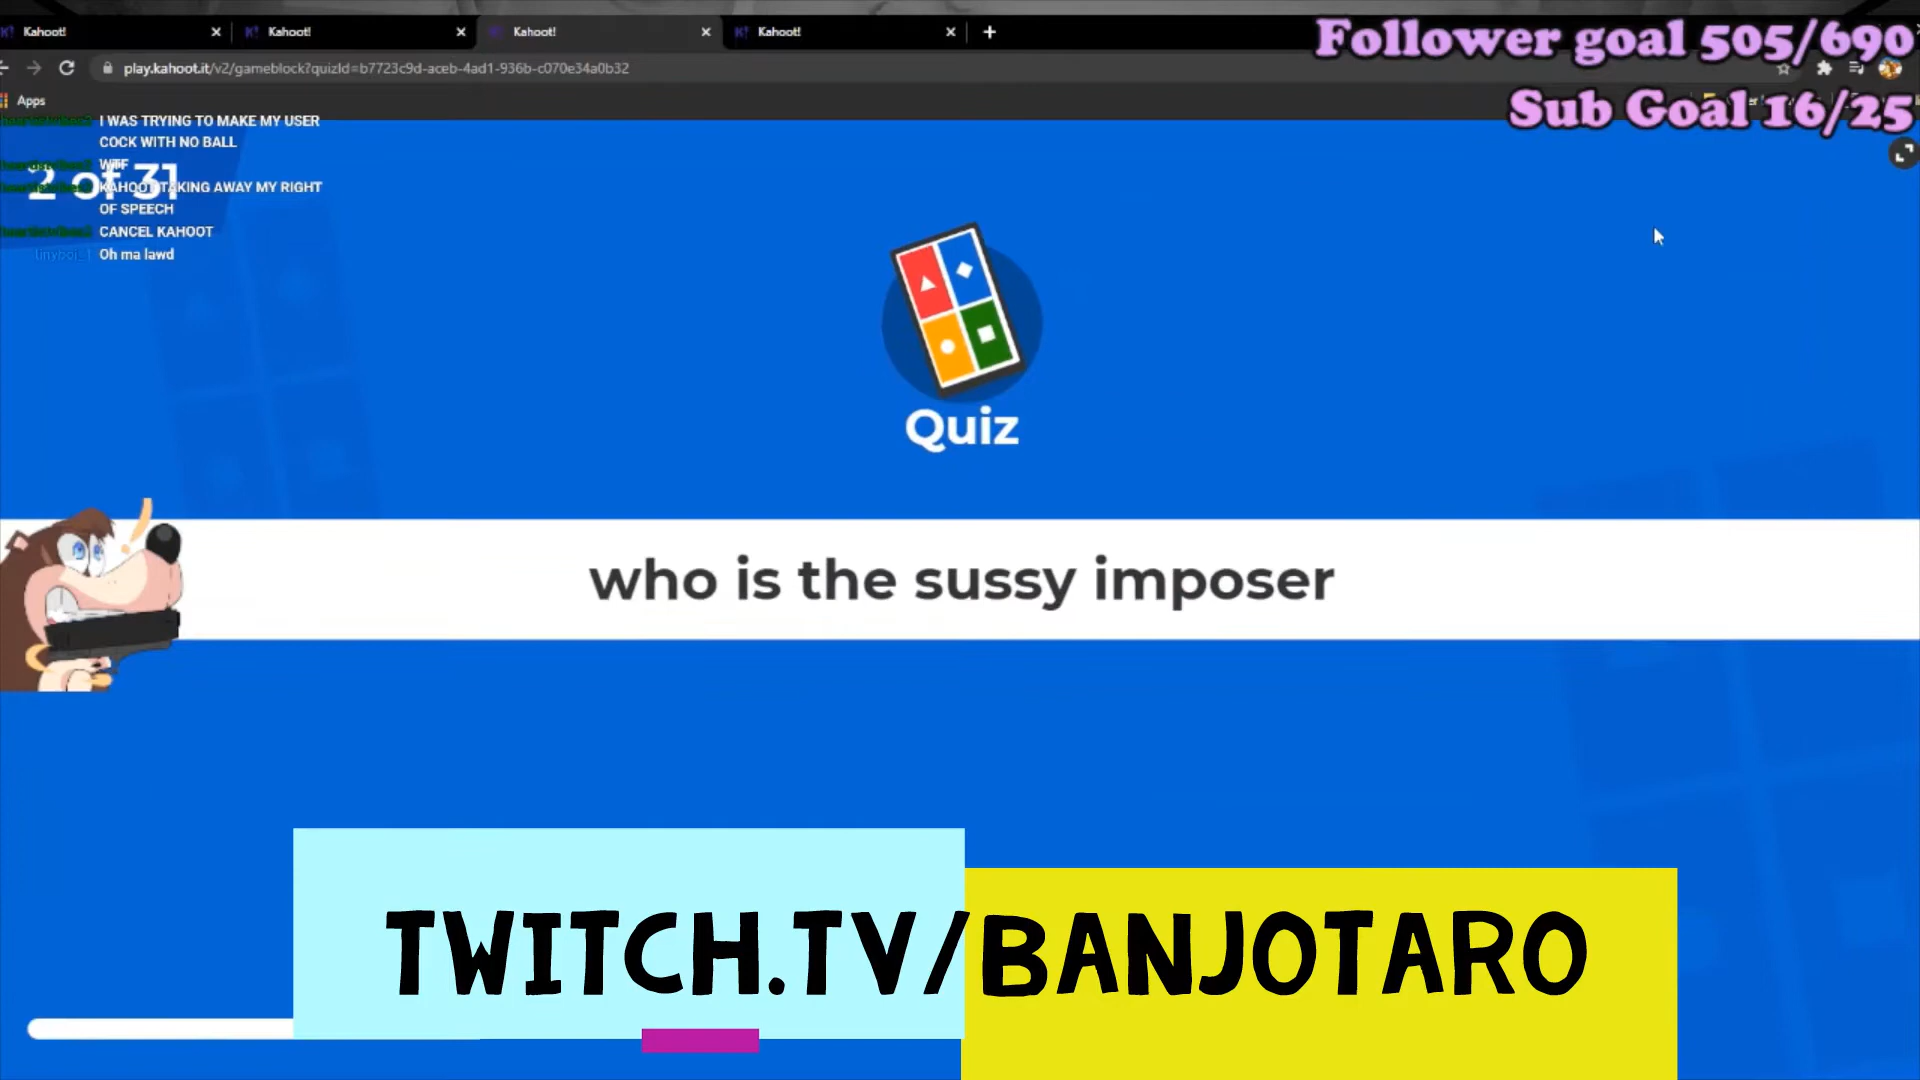 Kahoot!
Kahoot!
Kahoot!
Kahoot!
Follower goal 505/690
play.kahoot.it/v2/gameblock?quizId=b7723c9d-aceb-4ad1-936b-c070e34a0b32
Apps
Sub Goal 16/25
I WAS TRYING TO MAKE MY USER
COCK WITH NO BALL
WTF
2 of 31
KAHOOT TAKING AWAY MY RIGHT
OF SPEECH
CANCEL KAHOOT
tinyboi_1 Oh ma lawd
Quiz
who is the sussy imposer
TWITCH.TV/BANJOTARO